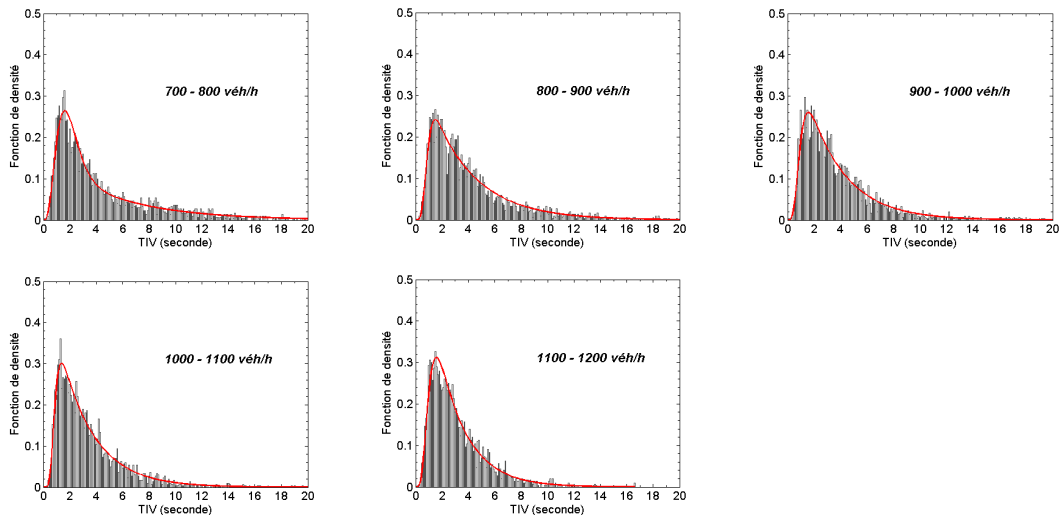 0.5
0.4
0.3
0.2
0.1
0
Fonction de densité
700 - 800 véh/h
0 2 4 6 8 10 12 14 16 18 20
TIV (seconde)
0.5
0.4
0.3
0.2
0.1
0
Fonction de densité
800 - 900 véh/h
0 2 4 6 8 10 12 14 16 18 20
TIV (seconde)
0.5
0.4
0.3
0.2
0.1
0
Fonction de densité
900 - 1000 véh/h
0 2 4 6 8 10 12 14 16 18 20
TIV (seconde)
0.5
0.4
0.3
0.2
0.1
0
Fonction de densité
1000 - 1100 véh/h
0 2 4 6 8 10 12 14 16 18 20
TIV (seconde)
0.5
0.4
0.3
0.2
0.1
0
Fonction de densité
1100 - 1200 véh/h
0 2 4 6 8 10 12 14 16 18 20
TIV (seconde)